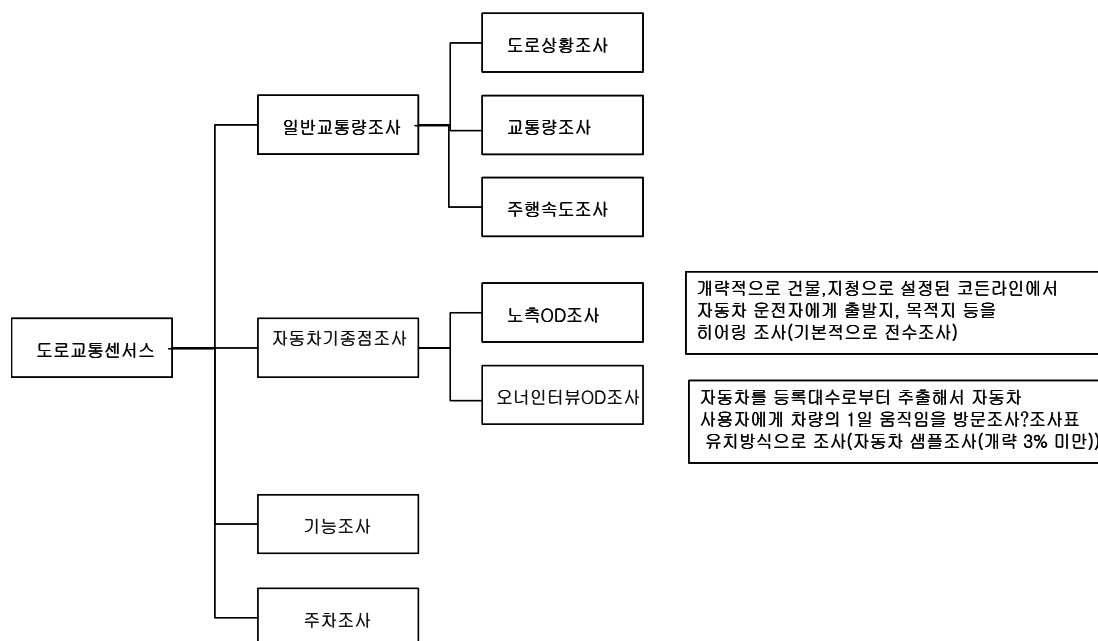 도로교통센서스
일반교통량조사
도로상황조사
교통량조사
주행속도조사
자동차기종점조사
노측OD조사
개략적으로 건물,지청으로 설정된 코든라인에서
자동차 운전자에게 출발지, 목적지 등을
히어링 조사(기본적으로 전수조사)
오너인터뷰OD조사
자동차를 등록대수로부터 추출해서 자동차
사용자에게 차량의 1일 움직임을 방문조사?조사표
유치방식으로 조사(자동차 샘플조사(개략 3% 미만))
기능조사
주차조사